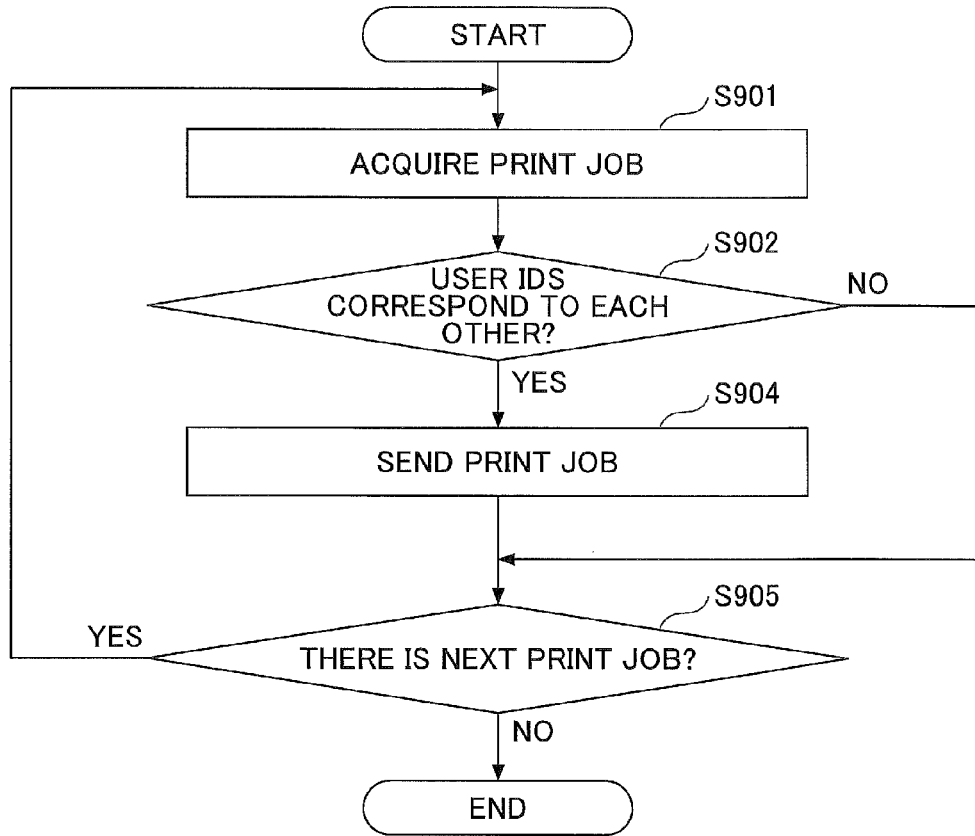 START
S901
ACQUIRE PRINT JOB
S902
USER IDS
CORRESPOND TO EACH
OTHER?
NO
YES
S904
SEND PRINT JOB
S905
YES
THERE IS NEXT PRINT JOB?
NO
END